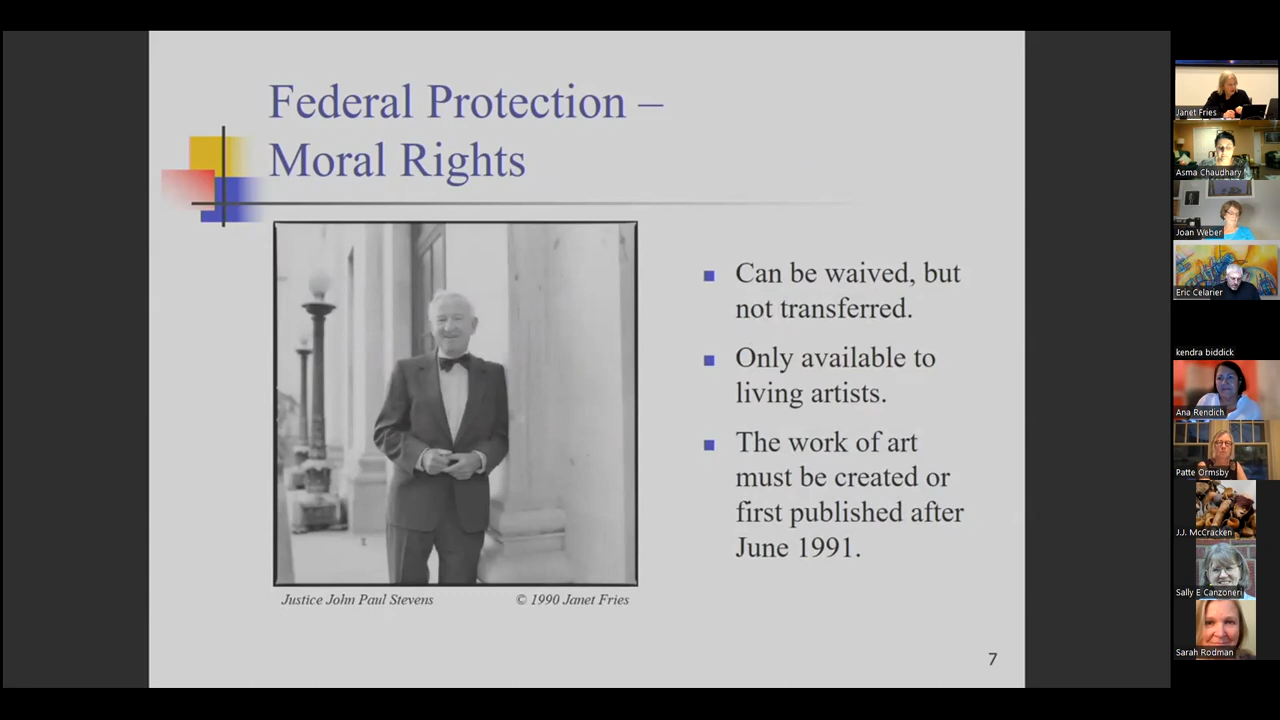 Federal Protection –
Moral Rights
Can be waived, but
not transferred.
Only available to
living artists.
The work of art
must be created or
first published after
June 1991.
Justice John Paul Stevens © 1990 Janet Fries
7
Janet Fries
Asma Chaudhary
Joan Weber
Eric Celarier
kendra biddick
Ana Rendich
Patte Ormsby
J.J. McCracken
Sally E Canzoneri
Sarah Rodman